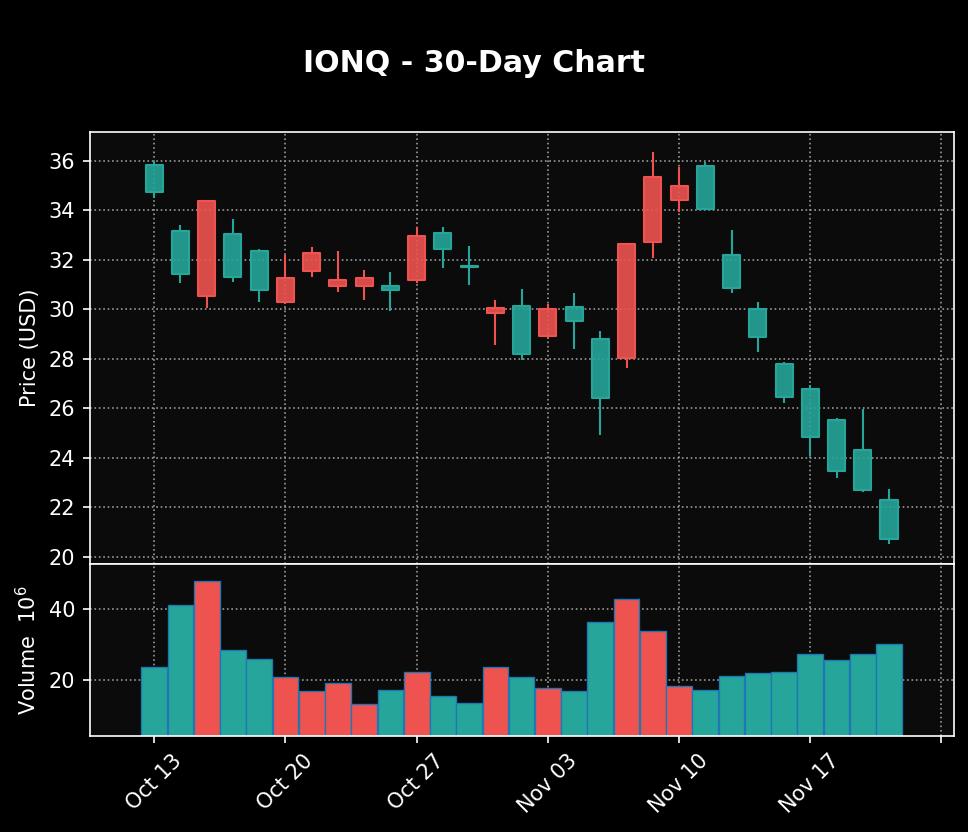 IONQ - 30-Day Chart
Price (USD)
36
34
32
30
28
26
24
22
20
Volume 10^6
40
20
Oct 13
Oct 20
Oct 27
Nov 03
Nov 10
Nov 17